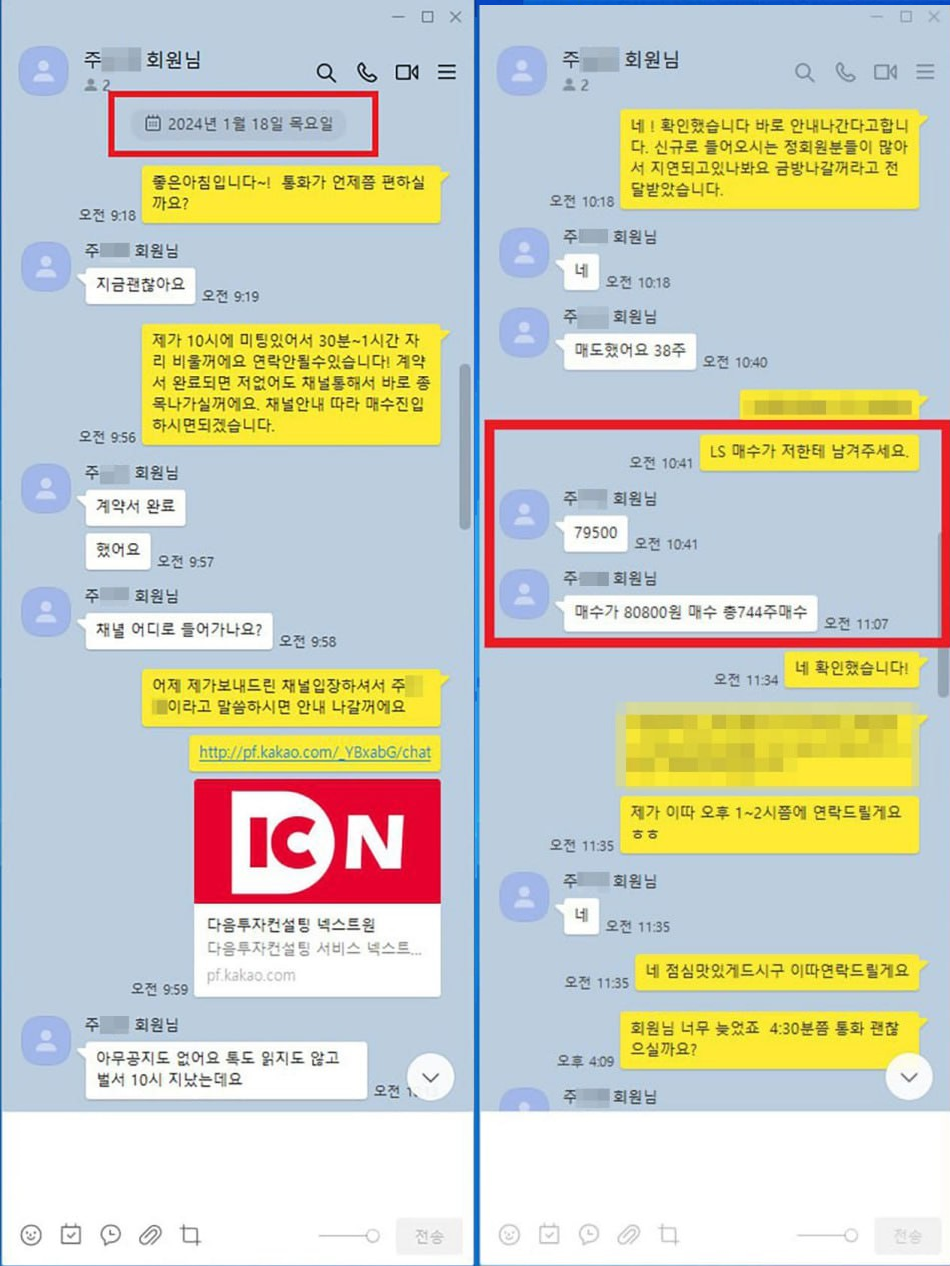 주 회원님
2
2024년 1월 18일 목요일
좋은아침입니다~! 통화가 언제쯤 편하실
까요?
오전 9:18
주 회원님
지금괜찮아요
오전 9:19
제가 10시에 미팅있어서 30분~1시간 자
리 비울꺼에요 연락안될수있습니다! 계약
서 완료되면 저없어도 채널통해서 바로 종
목나가실꺼에요. 채널안내 따라 매수진입
하시면되겠습니다.
오전 9:56
주 회원님
계약서 완료
했어요
오전 9:57
주 회원님
채녈 어디로 들어가나요?
오전 9:58
어제 제가보내드린 채널입장하셔서 주
이라고 말씀하시면 안내 나갈꺼에요
http://pf.kakao.com/_YBxabG/chat
ICON
다음투자컨설팅 넥스트원
다음투자컨설팅 서비스 넥스트...
pf.kakao.com
오전 9:59
주 회원님
아무공지도 없어요 톡도 읽지도 않고
벌서 10시 지났는데요
오전
전송
주 회원님
2
네 ! 확인했습니다 바로 안내나간다고합니
다. 신규로 들어오시는 정회원분들이 많아
서 지연되고있나봐요 금방나갈꺼라고 전
달받았습니다.
오전 10:18
주 회원님
네
오전 10:18
주 회원님
매도했어요 38주
오전 10:40
LS 매수가 저한테 남겨주세요.
오전 10:41
주 회원님
79500
오전 10:41
주 회원님
매수가 80800원 매수 총744주매수
오전 11:07
네 확인했습니다!
오전 11:34
제가 이따 오후 1~2시쯤에 연락드릴게요
ㅎㅎ
오전 11:35
주 회원님
네
오전 11:35
네 점심맛있게드시구 이따연락드릴게요
오전 11:35
회원님 너무 늦었죠 4:30분쯤 통화 괜찮
으실까요?
오후 4:09
주 회원님
전송